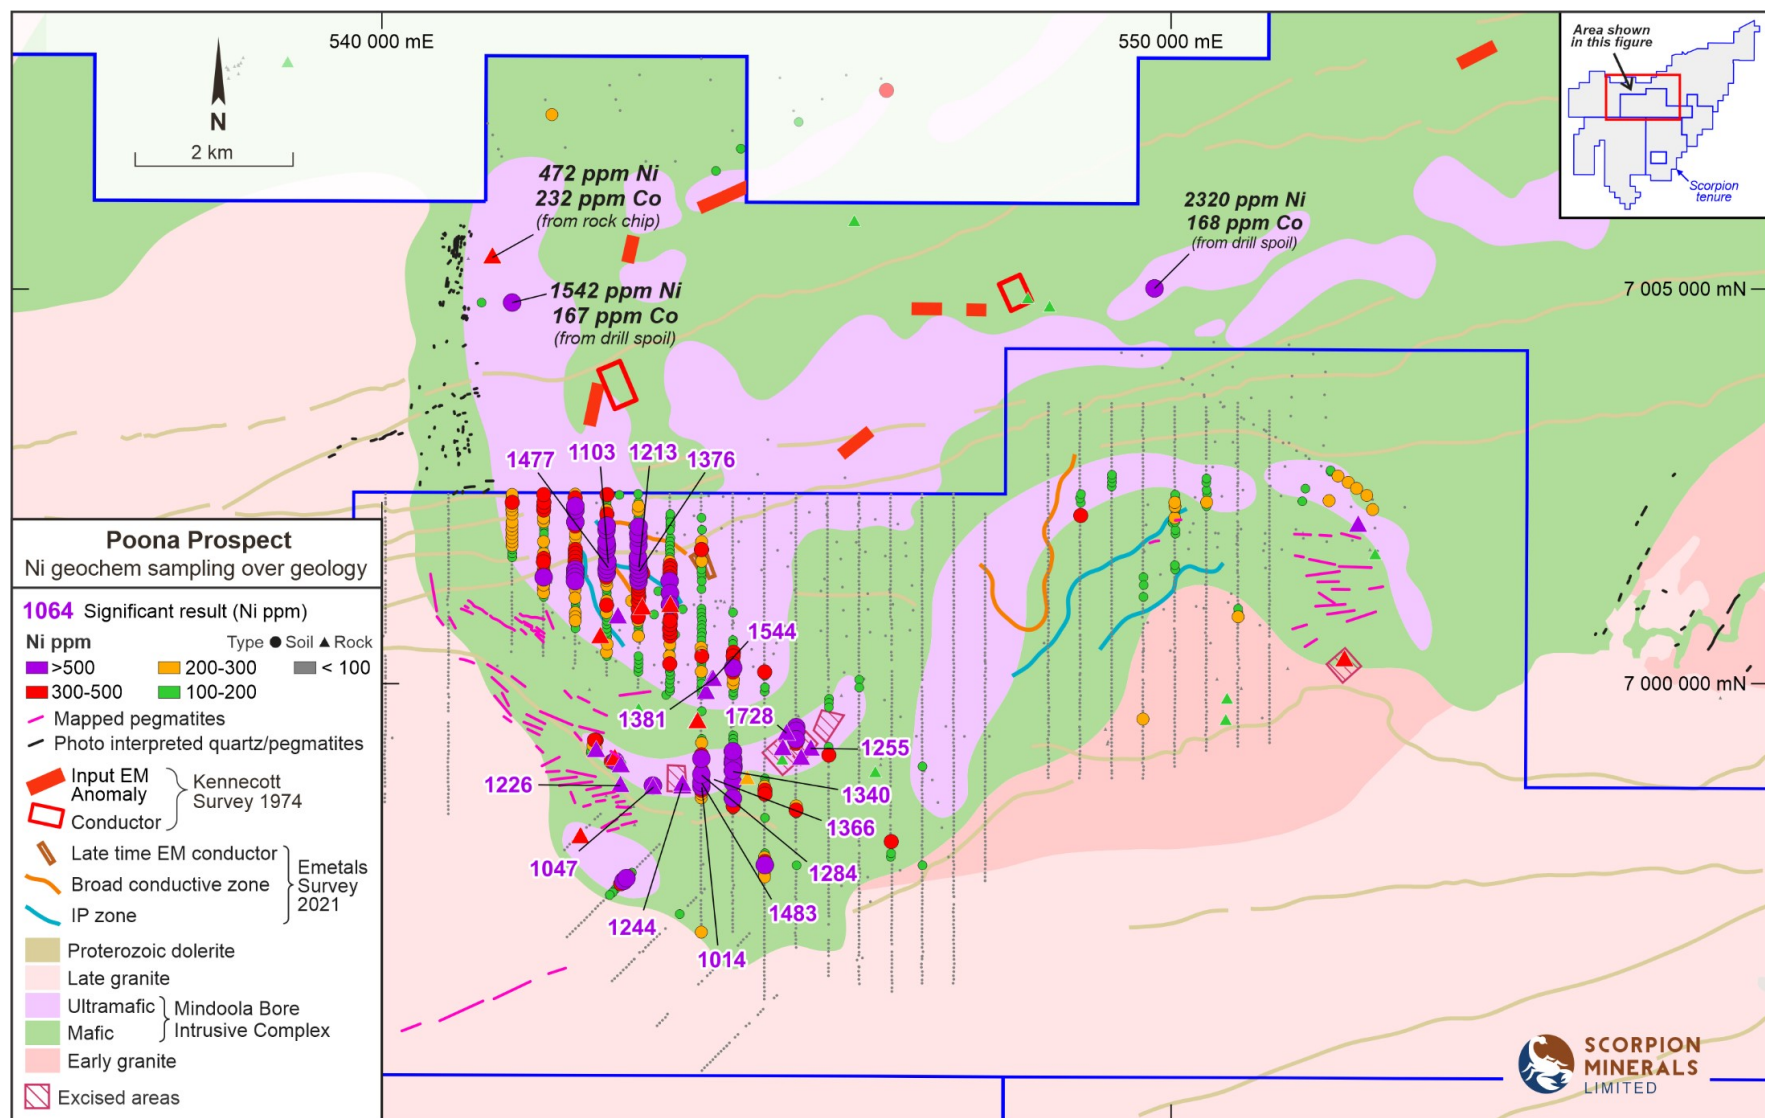 540 000 mE
550 000 mE
Area shown
in this figure
Scorpion
tenure
N
2 km
472 ppm Ni
232 ppm Co
(from rock chip)
2320 ppm Ni
168 ppm Co
(from drill spoil)
1542 ppm Ni
167 ppm Co
(from drill spoil)
7 005 000 mN
1477
1103
1213
1376
1544
1381
1728
1255
1226
1340
1366
1047
1284
1244
1483
1014
7 000 000 mN
Poona Prospect
Ni geochem sampling over geology
1064 Significant result (Ni ppm)
Ni ppm
Type Soil Rock
>500
200-300
< 100
300-500
100-200
Mapped pegmatites
Photo interpreted quartz/pegmatites
Input EM
Anomaly
Conductor
Kennecott
Survey 1974
Late time EM conductor
Broad conductive zone
IP zone
Emetals
Survey
2021
Proterozoic dolerite
Late granite
Ultramafic
Mafic
Mindoola Bore
Intrusive Complex
Early granite
Excised areas
SCORPION
MINERALS
LIMITED